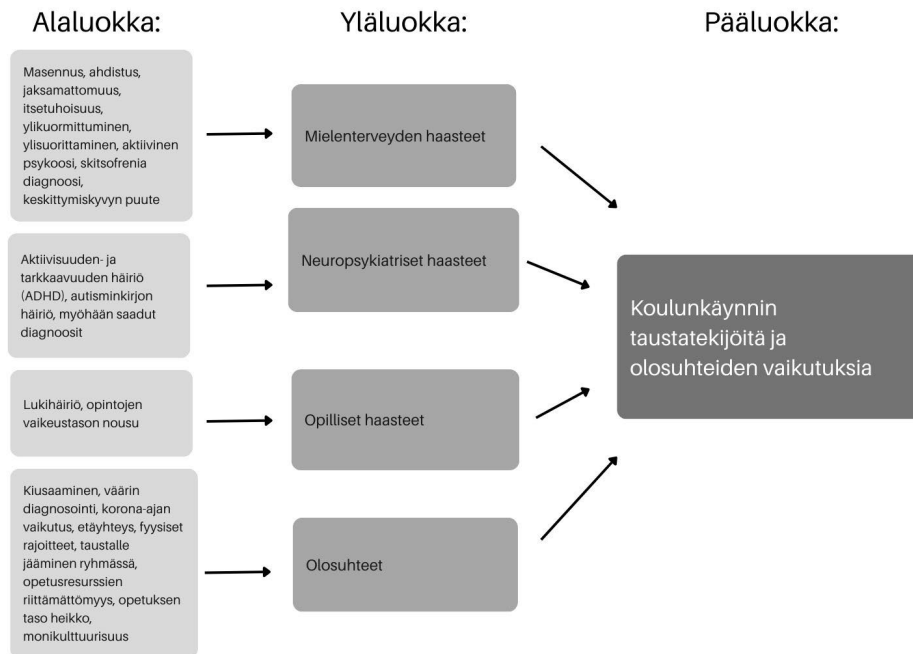 Alaluokka:
Yläluokka:
Pääluokka:
Masennus, ahdistus,
jaksamattomuus,
itsetuhoisuus,
ylikuormittuminen,
ylisuorittaminen, aktiivinen
psykoosi, skitsofrenia
diagnoosi,
keskittymiskyvyn puute
Mielenterveyden haasteet
Aktiivisuuden- ja
tarkkaavuuden häiriö
(ADHD), autisminkirjon
häiriö, myöhään saadut
diagnoosit
Neuropsykiatriset haasteet
Lukihäiriö, opintojen
vaikeustason nousu
Opilliset haasteet
Kiusaaminen, väärin
diagnosointi, korona-ajan
vaikutus, etäyhteys, fyysiset
rajoitteet, taustalle
jääminen ryhmässä,
opetusresurssien
riittämättömyys, opetuksen
taso heikko,
monikulttuurisuus
Olosuhteet
Koulunkäynnin
taustatekijöitä ja
olosuhteiden vaikutuksia